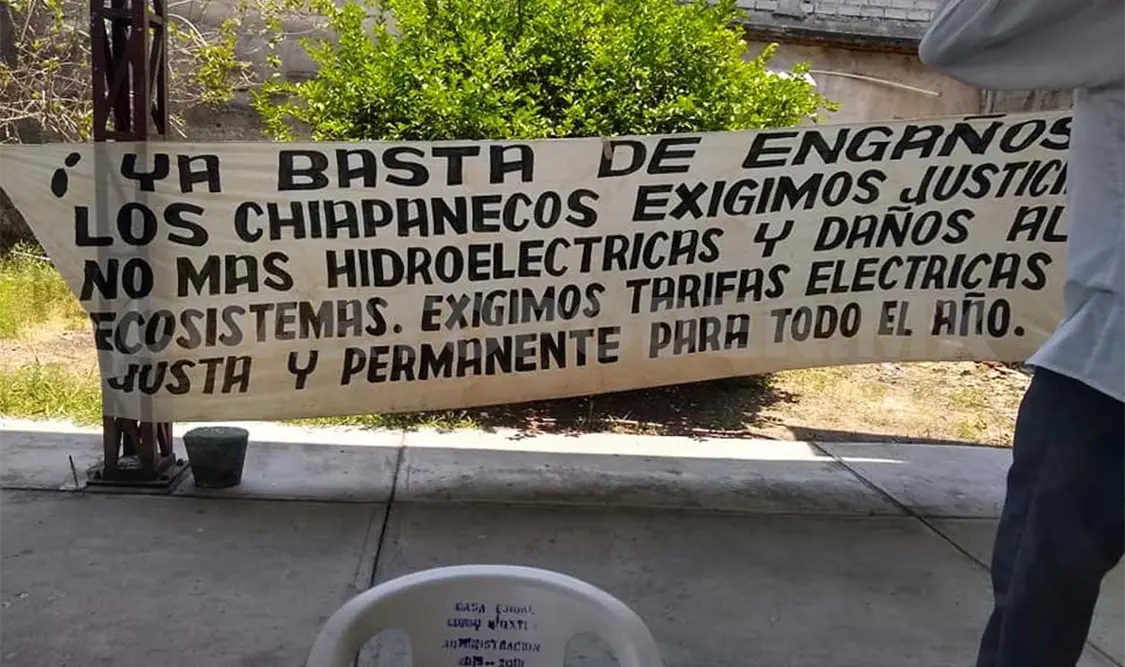 ¡ YA BASTA DE ENGAÑOS
LOS CHIAPANECOS EXIGIMOS JUSTICI
NO MAS HIDROELECTRICAS Y DAÑOS AL
ECOSISTEMAS. EXIGIMOS TARIFAS ELECTRICAS
JUSTA Y PERMANENTE PARA TODO EL AÑO.
CASA EJIDAL
ADMINISTRACION